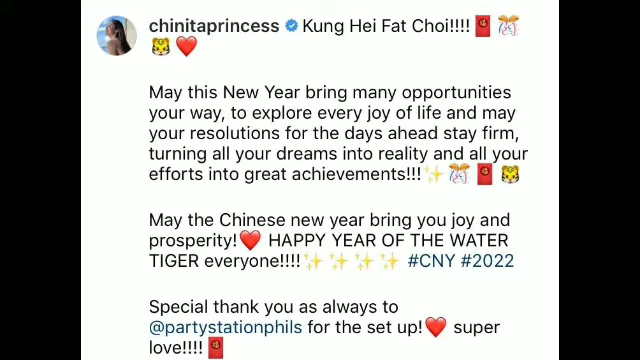 chinitaprincess Kung Hei Fat Choi!!!!🧧🎊
🐯❤️
May this New Year bring many opportunities
your way, to explore every joy of life and may
your resolutions for the days ahead stay firm,
turning all your dreams into reality and all your
efforts into great achievements!!!✨🎊🧧🐯
May the Chinese new year bring you joy and
prosperity!❤️ HAPPY YEAR OF THE WATER
TIGER everyone!!!!✨✨✨✨ #CNY #2022
Special thank you as always to
@partystationphils for the set up!❤️ super
love!!!!🧧